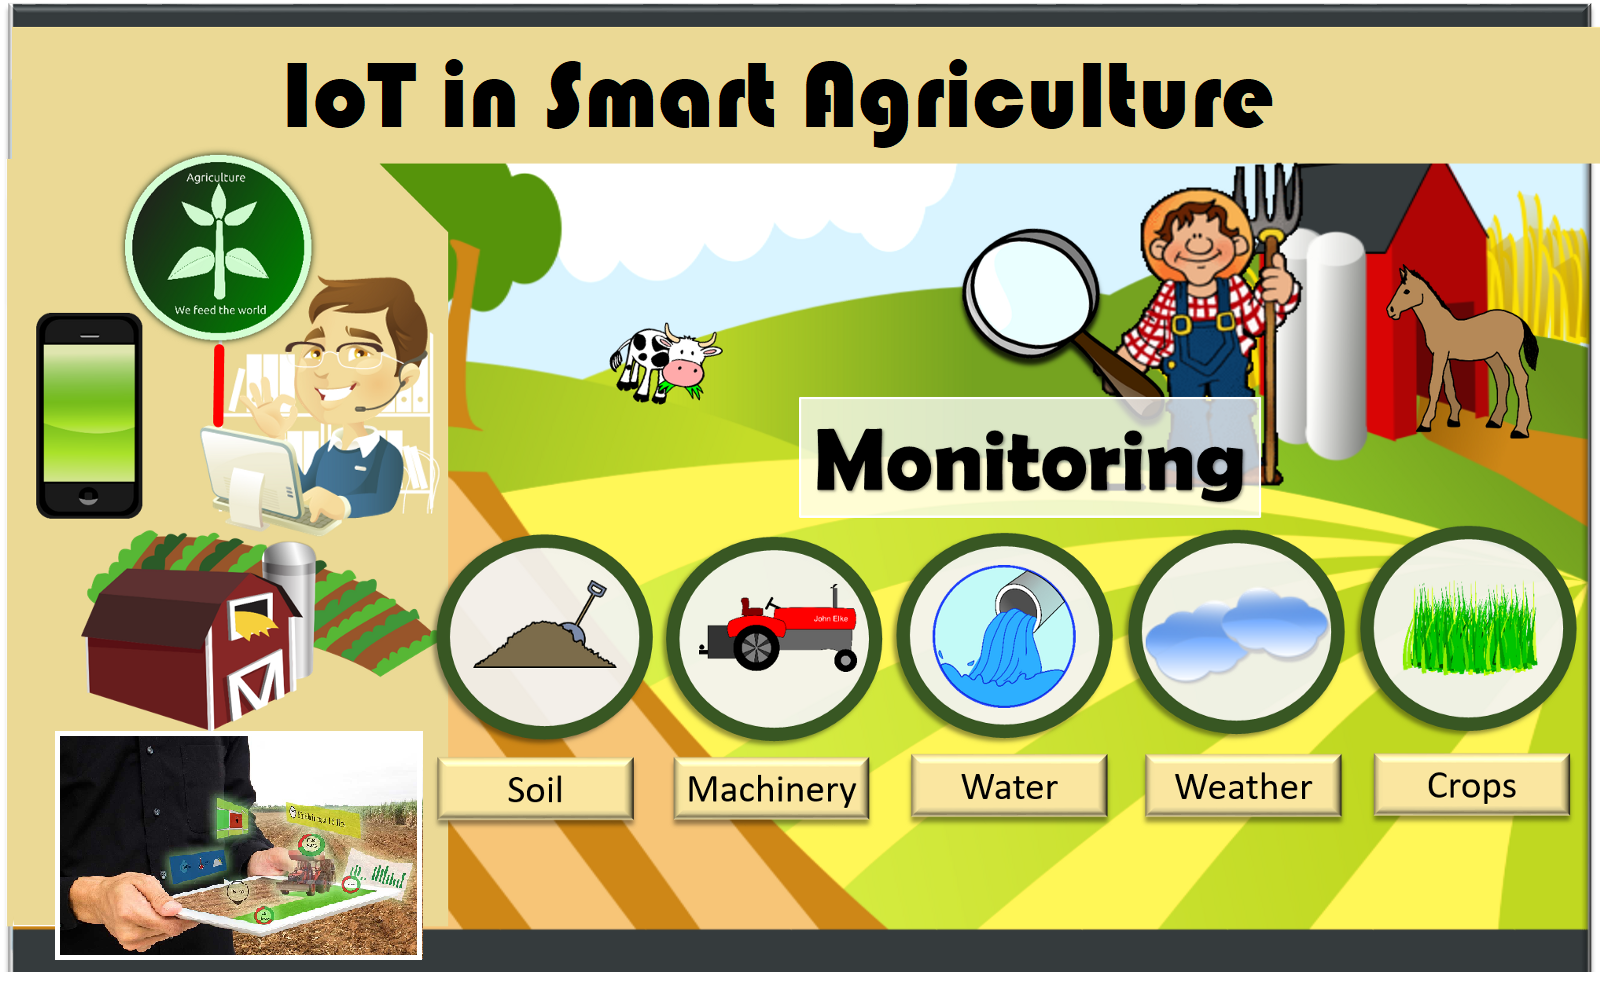 IoT in Smart Agriculture
Agriculture
We feed the world
Monitoring
John Elke
Soil
Machinery
Water
Weather
Crops